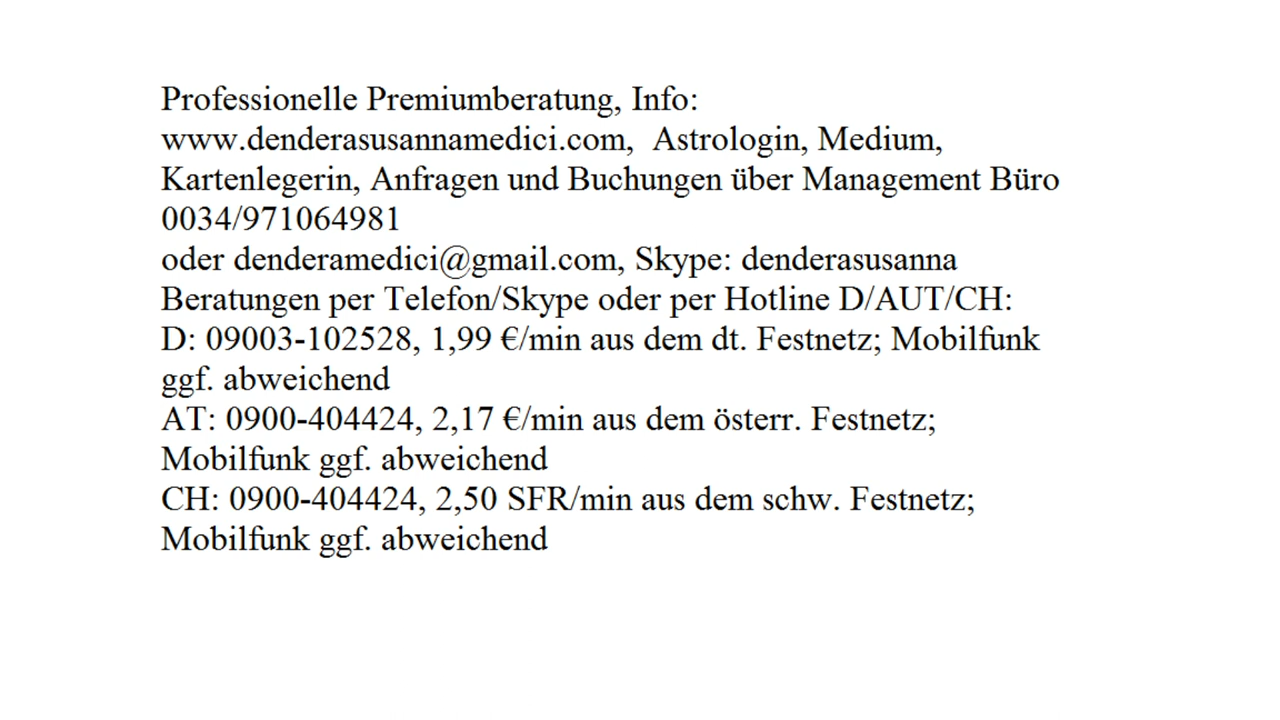 Professionelle Premiumberatung, Info:
www.denderasusannamedici.com,  Astrologin, Medium,
Kartenlegerin, Anfragen und Buchungen über Management Büro
0034/971064981
oder denderamedici@gmail.com, Skype: denderasusanna
Beratungen per Telefon/Skype oder per Hotline D/AUT/CH:
D: 09003-102528, 1,99 €/min aus dem dt. Festnetz; Mobilfunk
ggf. abweichend
AT: 0900-404424, 2,17 €/min aus dem österr. Festnetz;
Mobilfunk ggf. abweichend
CH: 0900-404424, 2,50 SFR/min aus dem schw. Festnetz;
Mobilfunk ggf. abweichend